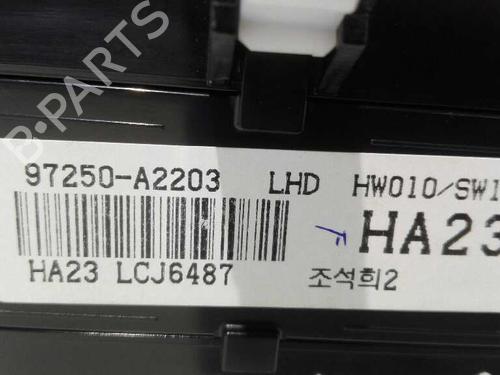 B-PARTS
97250-A2203 LHD HW010/SW1
HA23
HA23 LCJ6487 조석희2